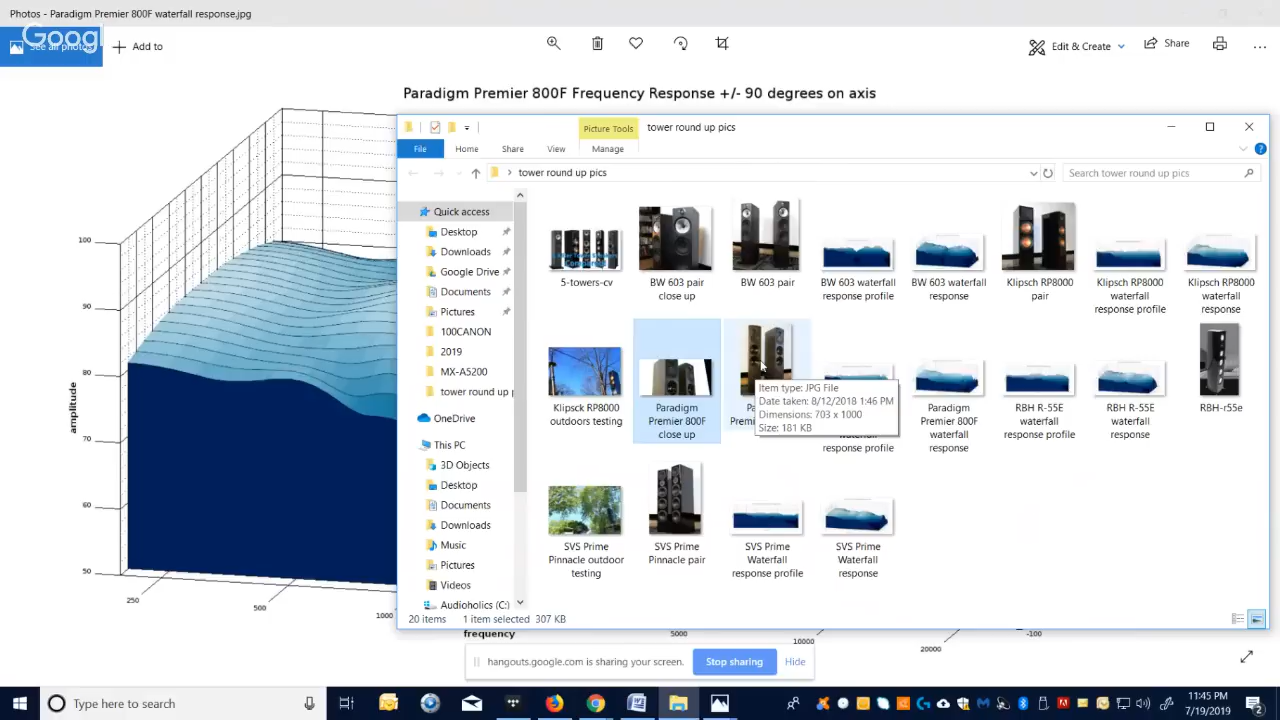 Photos - Paradigm Premier 800F waterfall response.jpg
Goog
See all photos
Add to
Edit & Create
Share
Paradigm Premier 800F Frequency Response +/- 90 degrees on axis
Picture Tools
tower round up pics
File
Home
Share
View
Manage
tower round up pics
Search tower round up pics
Quick access
Desktop
Downloads
Google Drive
Documents
Pictures
100CANON
2019
MX-A5200
tower round up p
OneDrive
This PC
3D Objects
Desktop
Documents
Downloads
Music
Pictures
Videos
Audioholics (C:)
5-towers-cv
BW 603 pair
close up
BW 603 pair
BW 603 waterfall
response profile
BW 603 waterfall
response
Klipsch RP8000
pair
Klipsch RP8000
waterfall
response profile
Klipsch RP8000
waterfall
response
Klipsck RP8000
outdoors testing
Paradigm
Premier 800F
close up
Pa
Premi
Item type: JPG File
Date taken: 8/12/2018 1:46 PM
Dimensions: 703 x 1000
Size: 181 KB
waterfall
response profile
Paradigm
Premier 800F
waterfall
response
RBH R-55E
waterfall
response profile
RBH R-55E
waterfall
response
RBH-r55e
SVS Prime
Pinnacle outdoor
testing
SVS Prime
Pinnacle pair
SVS Prime
Waterfall
response profile
SVS Prime
Waterfall
response
20 items
1 item selected
307 KB
100
90
80
70
60
50
amplitude
250
500
1000
frequency
5000
10000
20000
-100
hangouts.google.com is sharing your screen.
Stop sharing
Hide
Type here to search
11:45 PM
7/19/2019
2